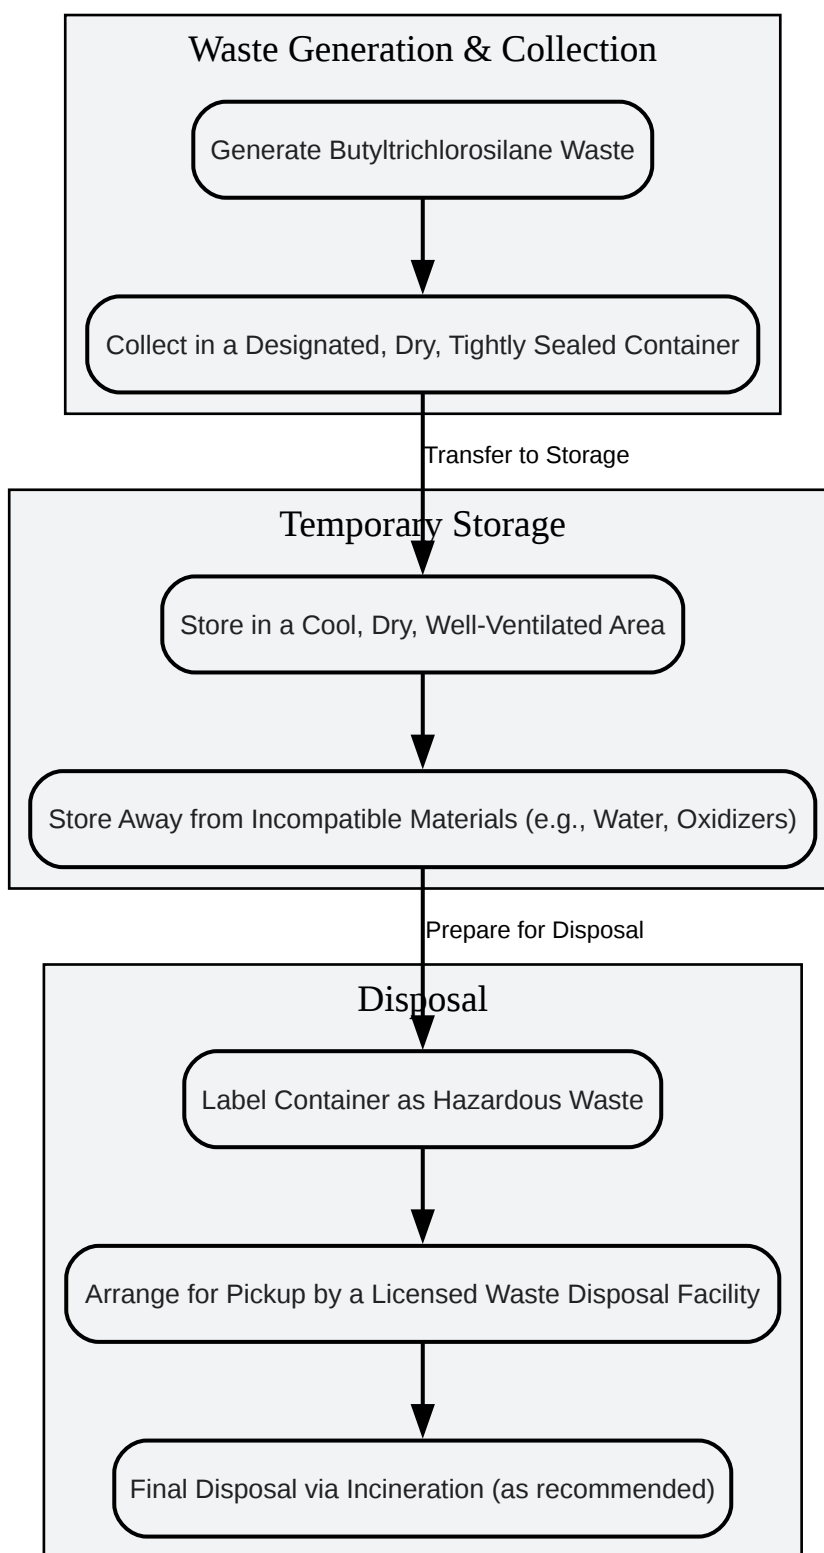 Waste Generation & Collection
Generate Butyltrichlorosilane Waste
Collect in a Designated, Dry, Tightly Sealed Container
Transfer to Storage
Temporary Storage
Store in a Cool, Dry, Well-Ventilated Area
Store Away from Incompatible Materials (e.g., Water, Oxidizers)
Prepare for Disposal
Disposal
Label Container as Hazardous Waste
Arrange for Pickup by a Licensed Waste Disposal Facility
Final Disposal via Incineration (as recommended)